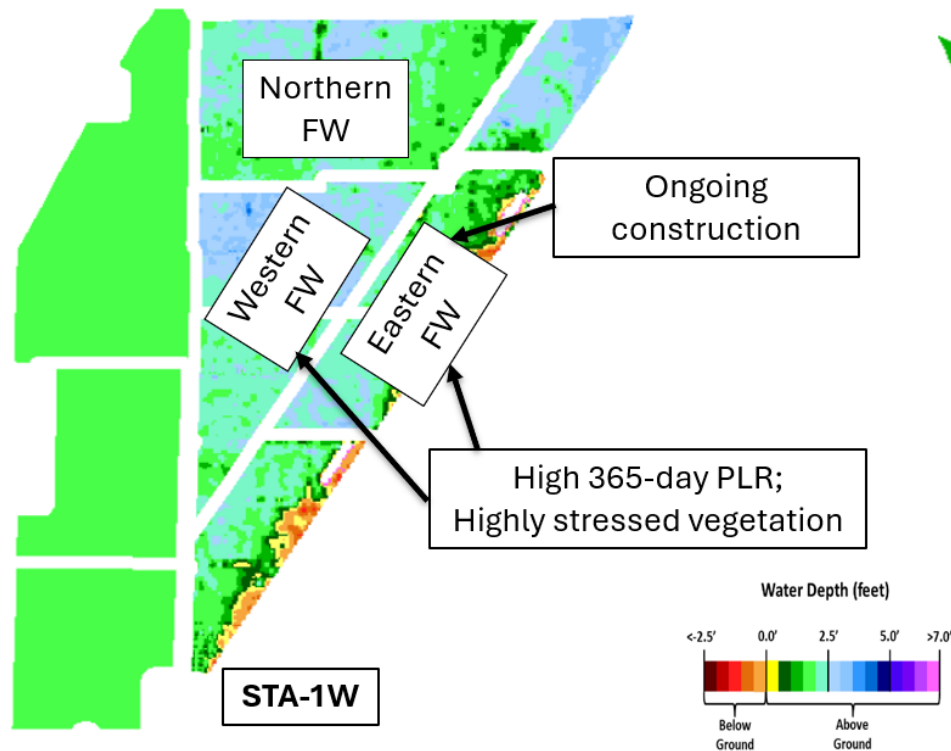 Northern
FW
Ongoing
construction
Western
FW
Eastern
FW
High 365-day PLR;
Highly stressed vegetation
Water Depth (feet)
<-2.5' 0.0' 2.5' 5.0' >7.0'
Below
Ground
Above
Ground
STA-1W